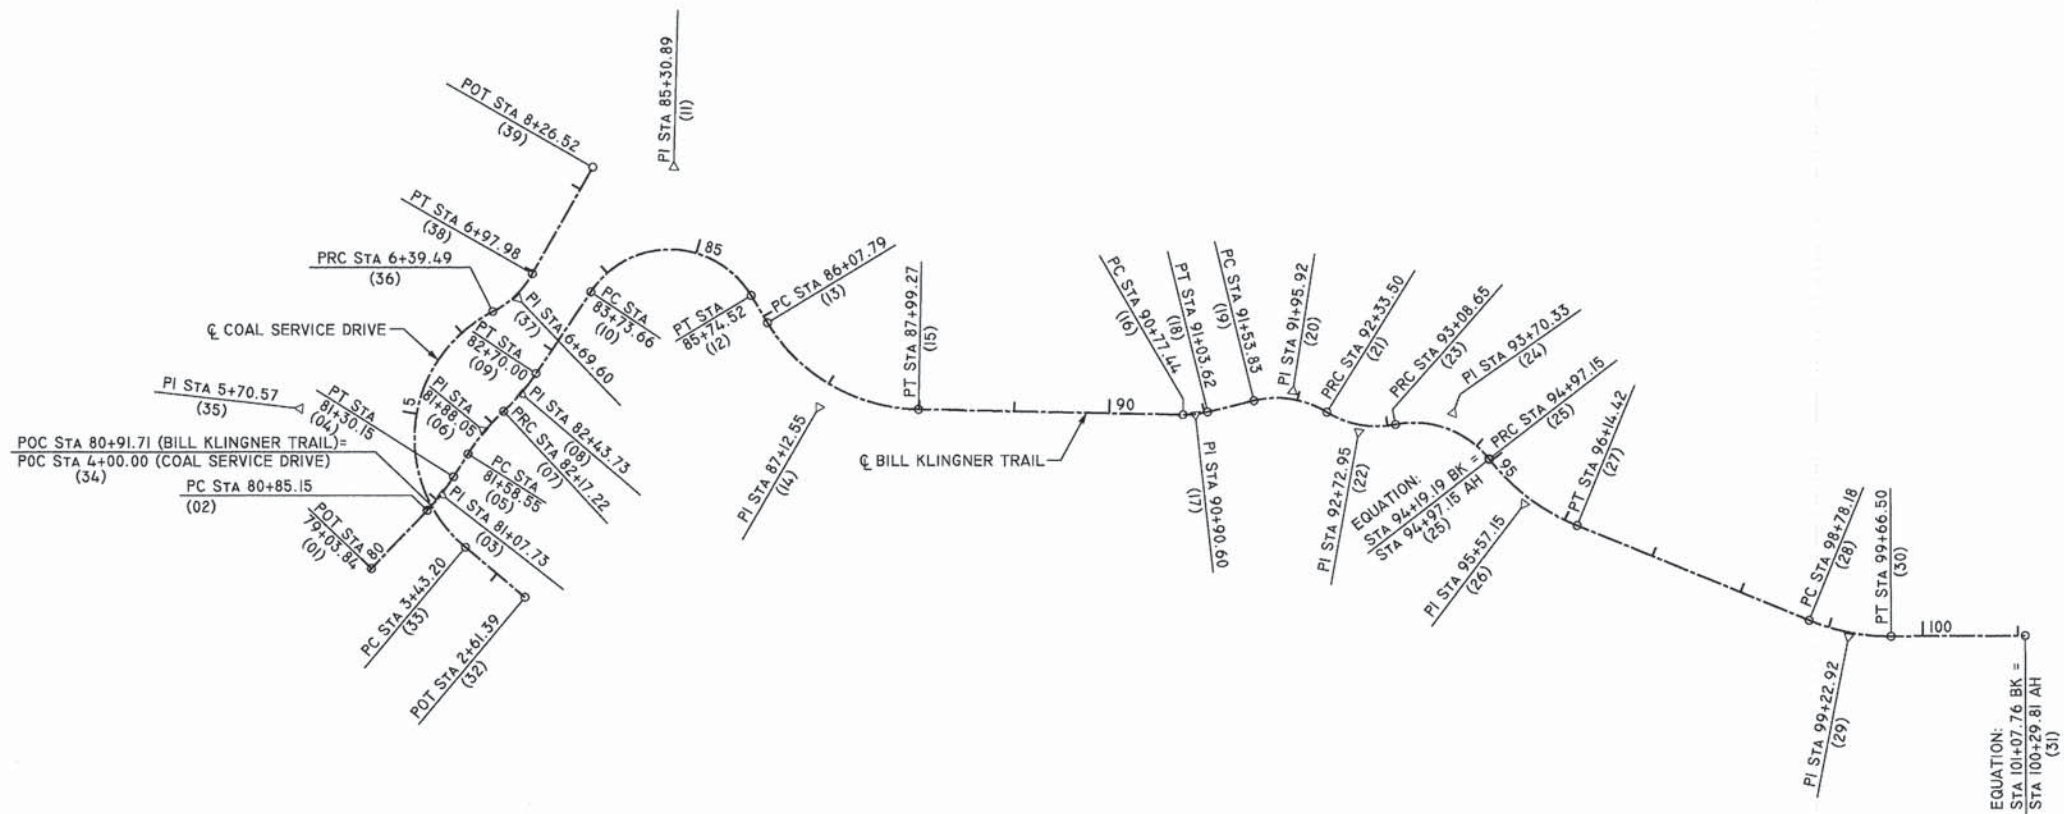 PI STA 85+30.89
(11)
POT STA 8+26.52
(39)
PT STA 6+97.98
(38)
PRC STA 6+39.49
(36)
℄ COAL SERVICE DRIVE
PI STA 6+69.60
(37)
PT STA
82+70.00
(09)
PC STA
83+73.66
(10)
85
PT STA
85+74.52
(12)
PC STA 86+07.79
(13)
PI STA 5+70.57
(35)
PT STA
81+30.15
(04)
5
PI STA
81+88.05
(06)
PI STA 82+43.73
(08)
PRC STA 82+17.22
(07)
PC STA
81+58.55
(05)
POC STA 80+91.71 (BILL KLINGNER TRAIL)=
POC STA 4+00.00 (COAL SERVICE DRIVE)
(34)
PC STA 80+85.15
(02)
PI STA 81+07.73
(03)
POT STA
79+03.84
(01)
80
PC STA 3+43.20
(33)
POT STA 2+61.39
(32)
PI STA 87+12.55
(14)
PT STA 87+99.27
(15)
℄ BILL KLINGNER TRAIL
90
PC STA 90+77.44
(16)
PT STA 91+03.62
(18)
PC STA 91+53.83
(19)
PI STA 90+90.60
(17)
PI STA 91+95.92
(20)
PRC STA 92+33.50
(21)
PI STA 92+72.95
(22)
PRC STA 93+08.65
(23)
PI STA 93+70.33
(24)
PRC STA 94+97.15
(25)
EQUATION:
STA 94+19.19 BK =
STA 94+97.15 AH
(25)
95
PI STA 95+57.15
(26)
PT STA 96+14.42
(27)
PC STA 98+78.18
(28)
PI STA 99+22.92
(29)
PT STA 99+66.50
(30)
100
EQUATION:
STA 101+07.76 BK =
STA 100+29.81 AH
(31)